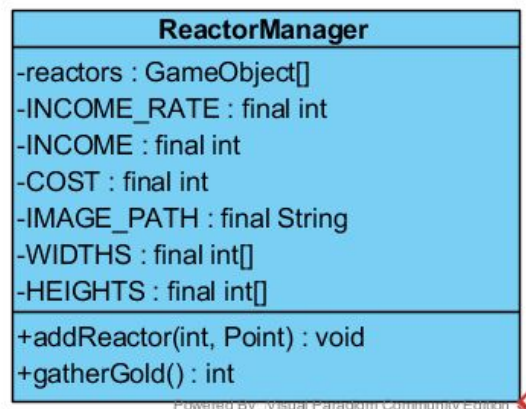 ReactorManager
-reactors : GameObject[]
-INCOME_RATE : final int
-INCOME : final int
-COST : final int
-IMAGE_PATH : final String
-WIDTHS : final int[]
-HEIGHTS : final int[]
+addReactor(int, Point) : void
+gatherGold() : int
Powered By Visual Paradigm Community Edition